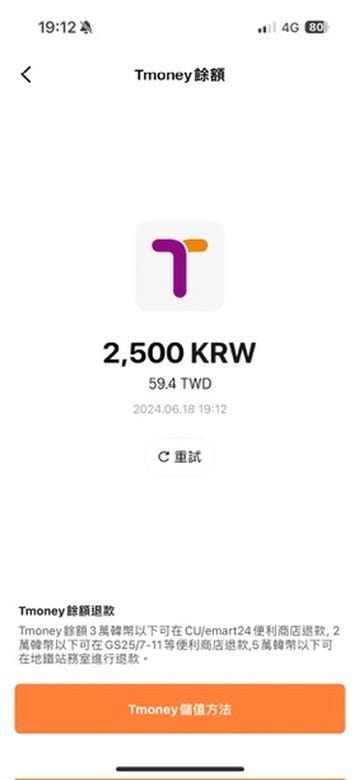 19:12
4G 80
Tmoney餘額
2,500 KRW
59.4 TWD
2024.06.18 19:12
重試
Tmoney餘額退款
Tmoney餘額3萬韓幣以下可在CU/emart24便利商店退款, 2
萬韓幣以下可在GS25/7-11等便利商店退款,5萬韓幣以下可
在地鐵站務室進行退款。
Tmoney儲值方法